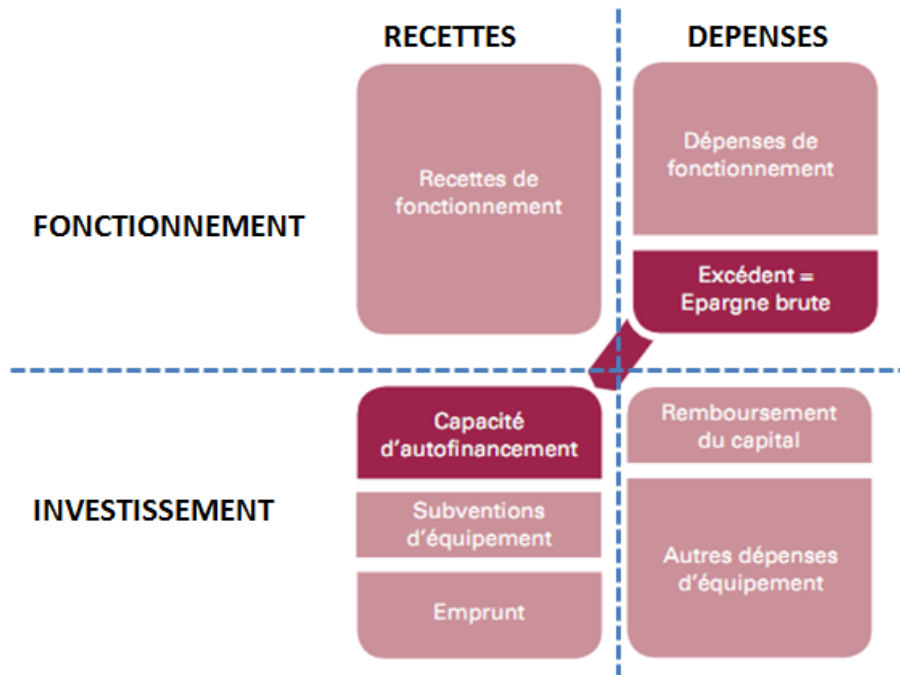 RECETTES
DEPENSES
FONCTIONNEMENT
Recettes de
fonctionnement
Dépenses de
fonctionnement
Excédent =
Epargne brute
INVESTISSEMENT
Capacité
d'autofinancement
Subventions
d'équipement
Emprunt
Remboursement
du capital
Autres dépenses
d'équipement